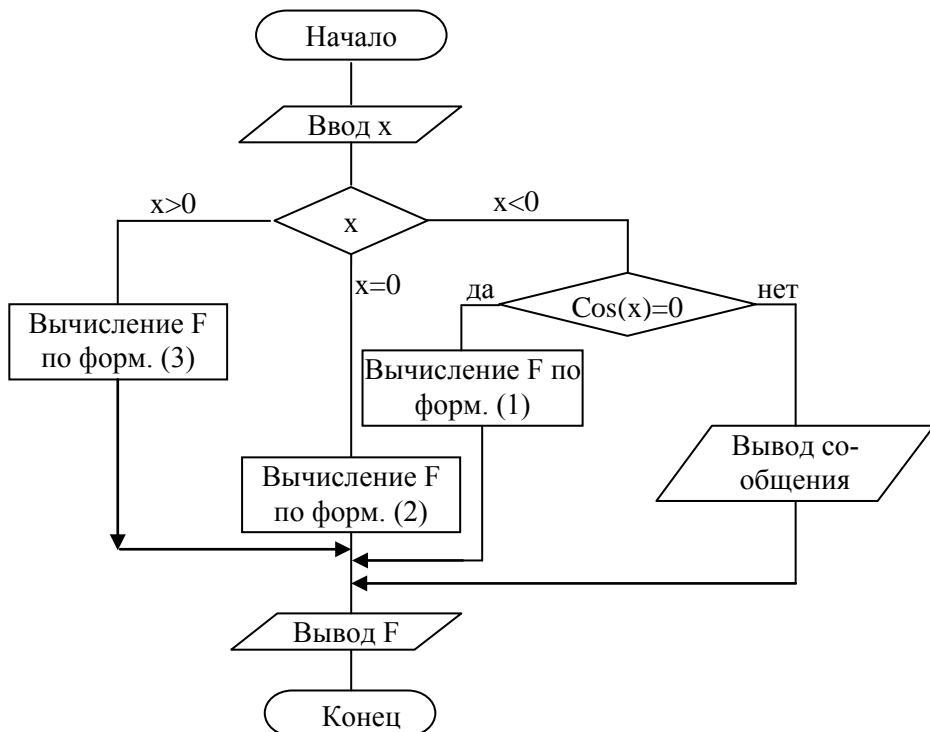 Начало
Ввод x
x>0
x
x<0
x=0
да
Cos(x)=0
нет
Вычисление F
по форм. (3)
Вычисление F по
форм. (1)
Вывод со-
общения
Вычисление F
по форм. (2)
Вывод F
Конец